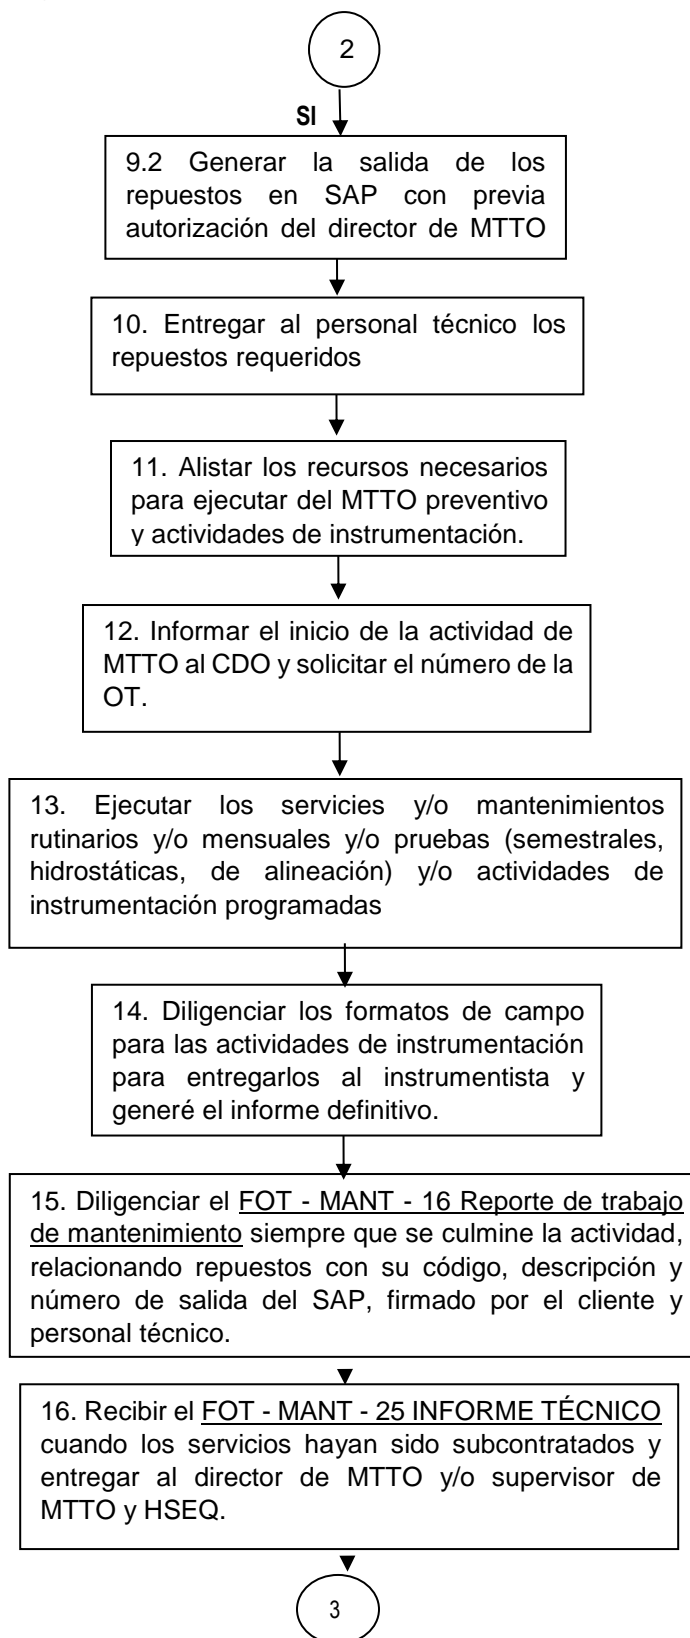 2
SI
9.2 Generar la salida de los
repuestos en SAP con previa
autorización del director de MTTO
10. Entregar al personal técnico los
repuestos requeridos
11. Alistar los recursos necesarios
para ejecutar del MTTO preventivo
y actividades de instrumentación.
12. Informar el inicio de la actividad de
MTTO al CDO y solicitar el número de la
OT.
13. Ejecutar los servicies y/o mantenimientos
rutinarios y/o mensuales y/o pruebas (semestrales,
hidrostáticas, de alineación) y/o actividades de
instrumentación programadas
14. Diligenciar los formatos de campo
para las actividades de instrumentación
para entregarlos al instrumentista y
generé el informe definitivo.
15. Diligenciar el FOT - MANT - 16 Reporte de trabajo
de mantenimiento siempre que se culmine la actividad,
relacionando repuestos con su código, descripción y
número de salida del SAP, firmado por el cliente y
personal técnico.
16. Recibir el FOT - MANT - 25 INFORME TÉCNICO
cuando los servicios hayan sido subcontratados y
entregar al director de MTTO y/o supervisor de
MTTO y HSEQ.
3